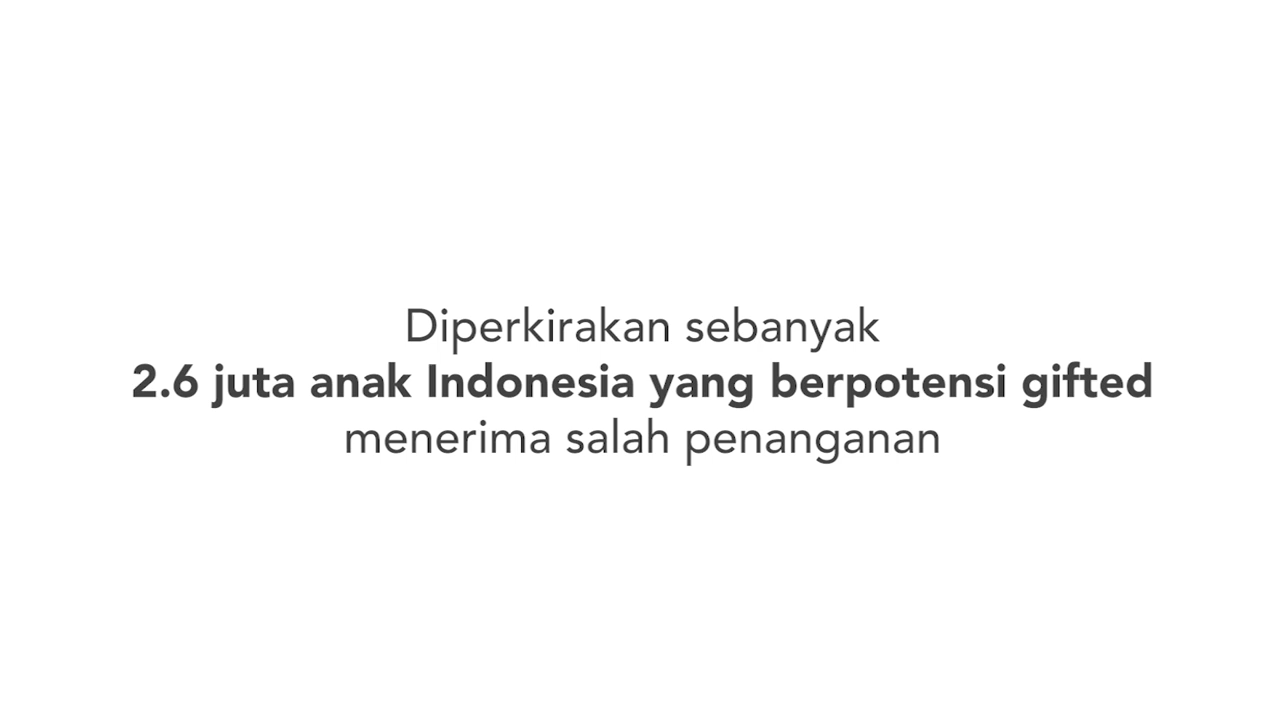 Diperkirakan sebanyak
2.6 juta anak Indonesia yang berpotensi gifted
menerima salah penanganan